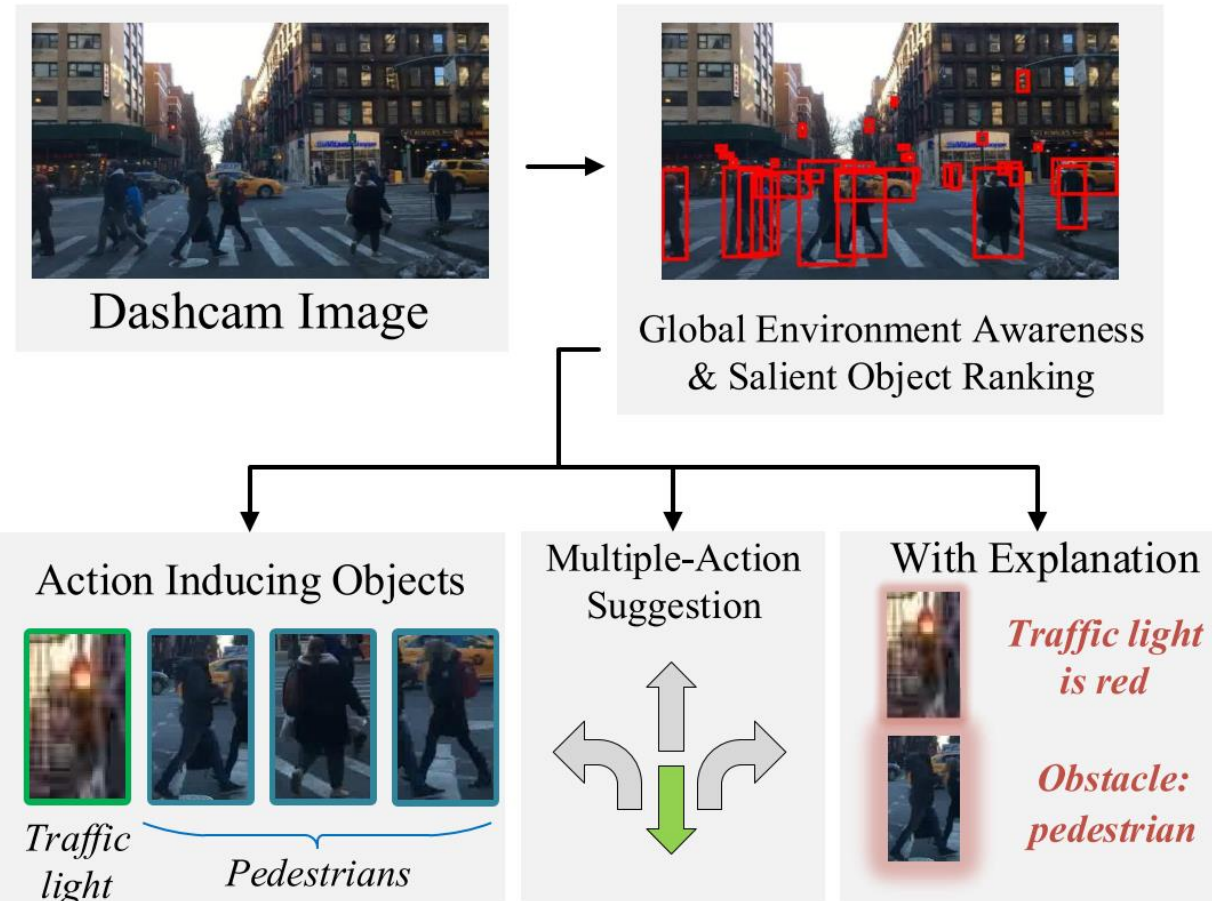 Dashcam Image
Global Environment Awareness
& Salient Object Ranking
Action Inducing Objects
Traffic
light
Pedestrians
Multiple-Action
Suggestion
With Explanation
Traffic light
is red
Obstacle:
pedestrian